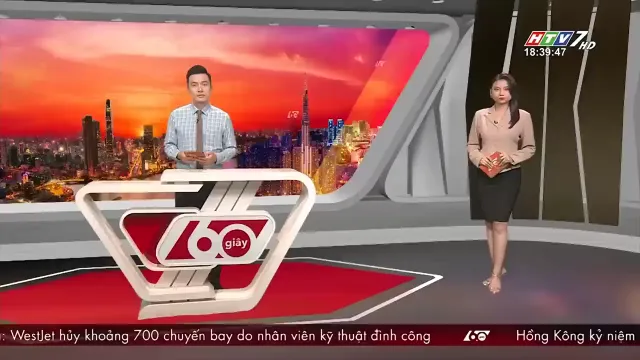 HTV7 HD
18:39:47
60 giây
: WestJet hủy khoảng 700 chuyến bay do nhân viên kỹ thuật đình công 60 Hồng Kông kỷ niệm